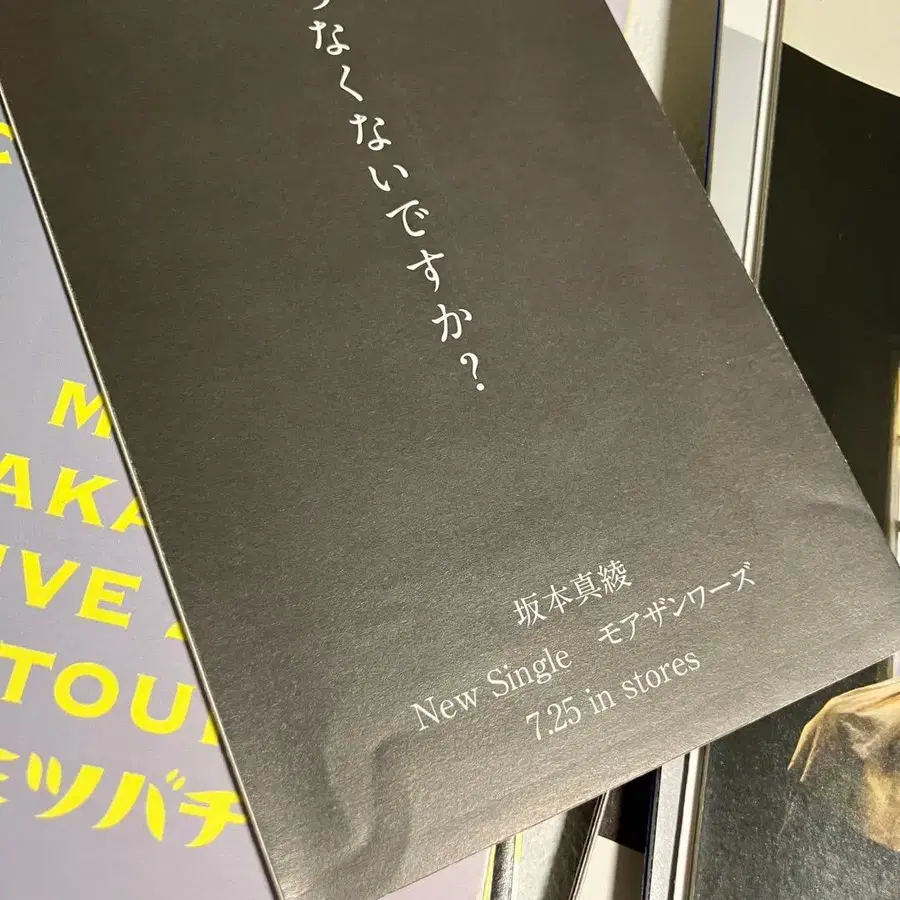 なくないですか？
坂本真綾
New Single モアザンワーズ
7.25 in stores
M
AKA
IVE
TOU
ミツバチ